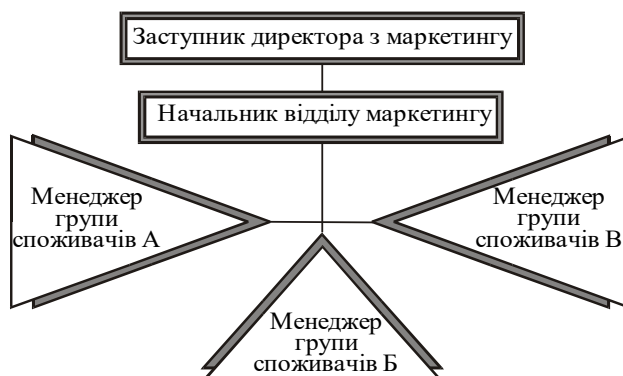 Заступник директора з маркетингу
Начальник відділу маркетингу
Менеджер
групи
споживачів А
Менеджер
групи
споживачів В
Менеджер
групи
споживачів Б